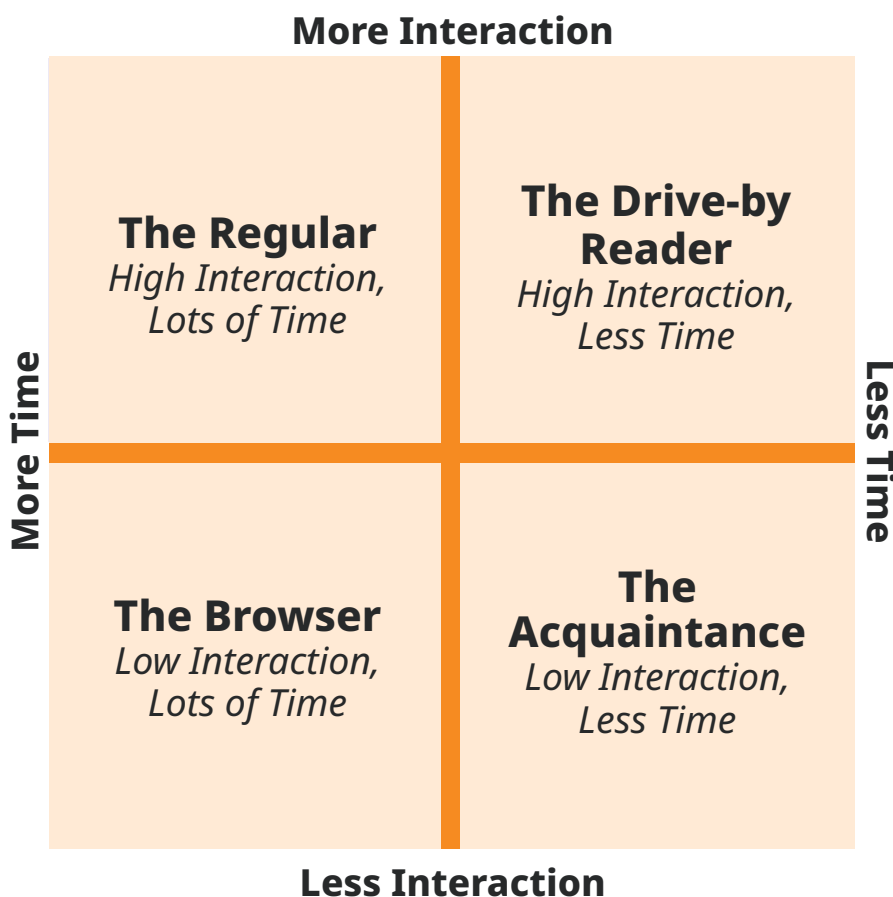 More Interaction
The Regular
High Interaction,
Lots of Time
The Drive-by
Reader
High Interaction,
Less Time
More Time
Less Time
The Browser
Low Interaction,
Lots of Time
The
Acquaintance
Low Interaction,
Less Time
Less Interaction